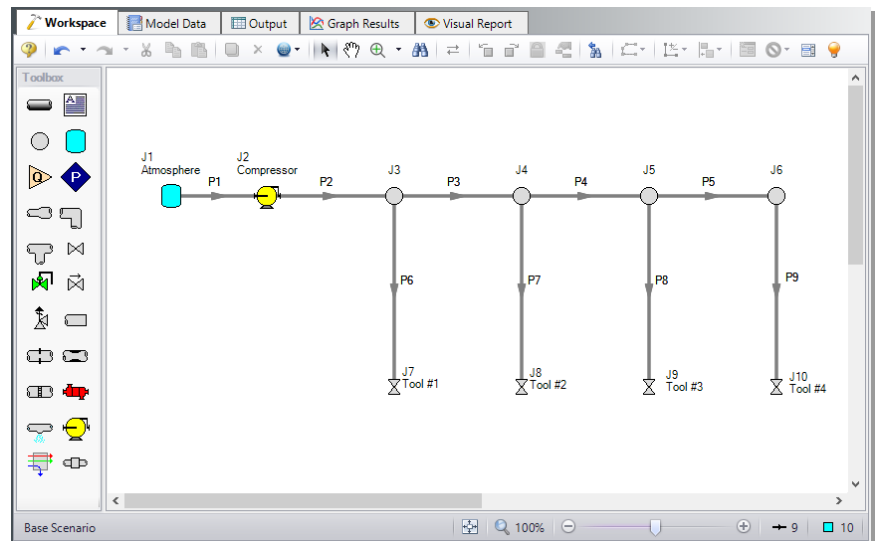 Workspace Model Data Output Graph Results Visual Report
Toolbox
A
Q P
J1 J2 J3 J4 J5 J6
Atmosphere Compressor
P1 P2 P3 P4 P5
P6 P7 P8 P9
J7 J8 J9 J10
Tool #1 Tool #2 Tool #3 Tool #4
Base Scenario 100% 9 10